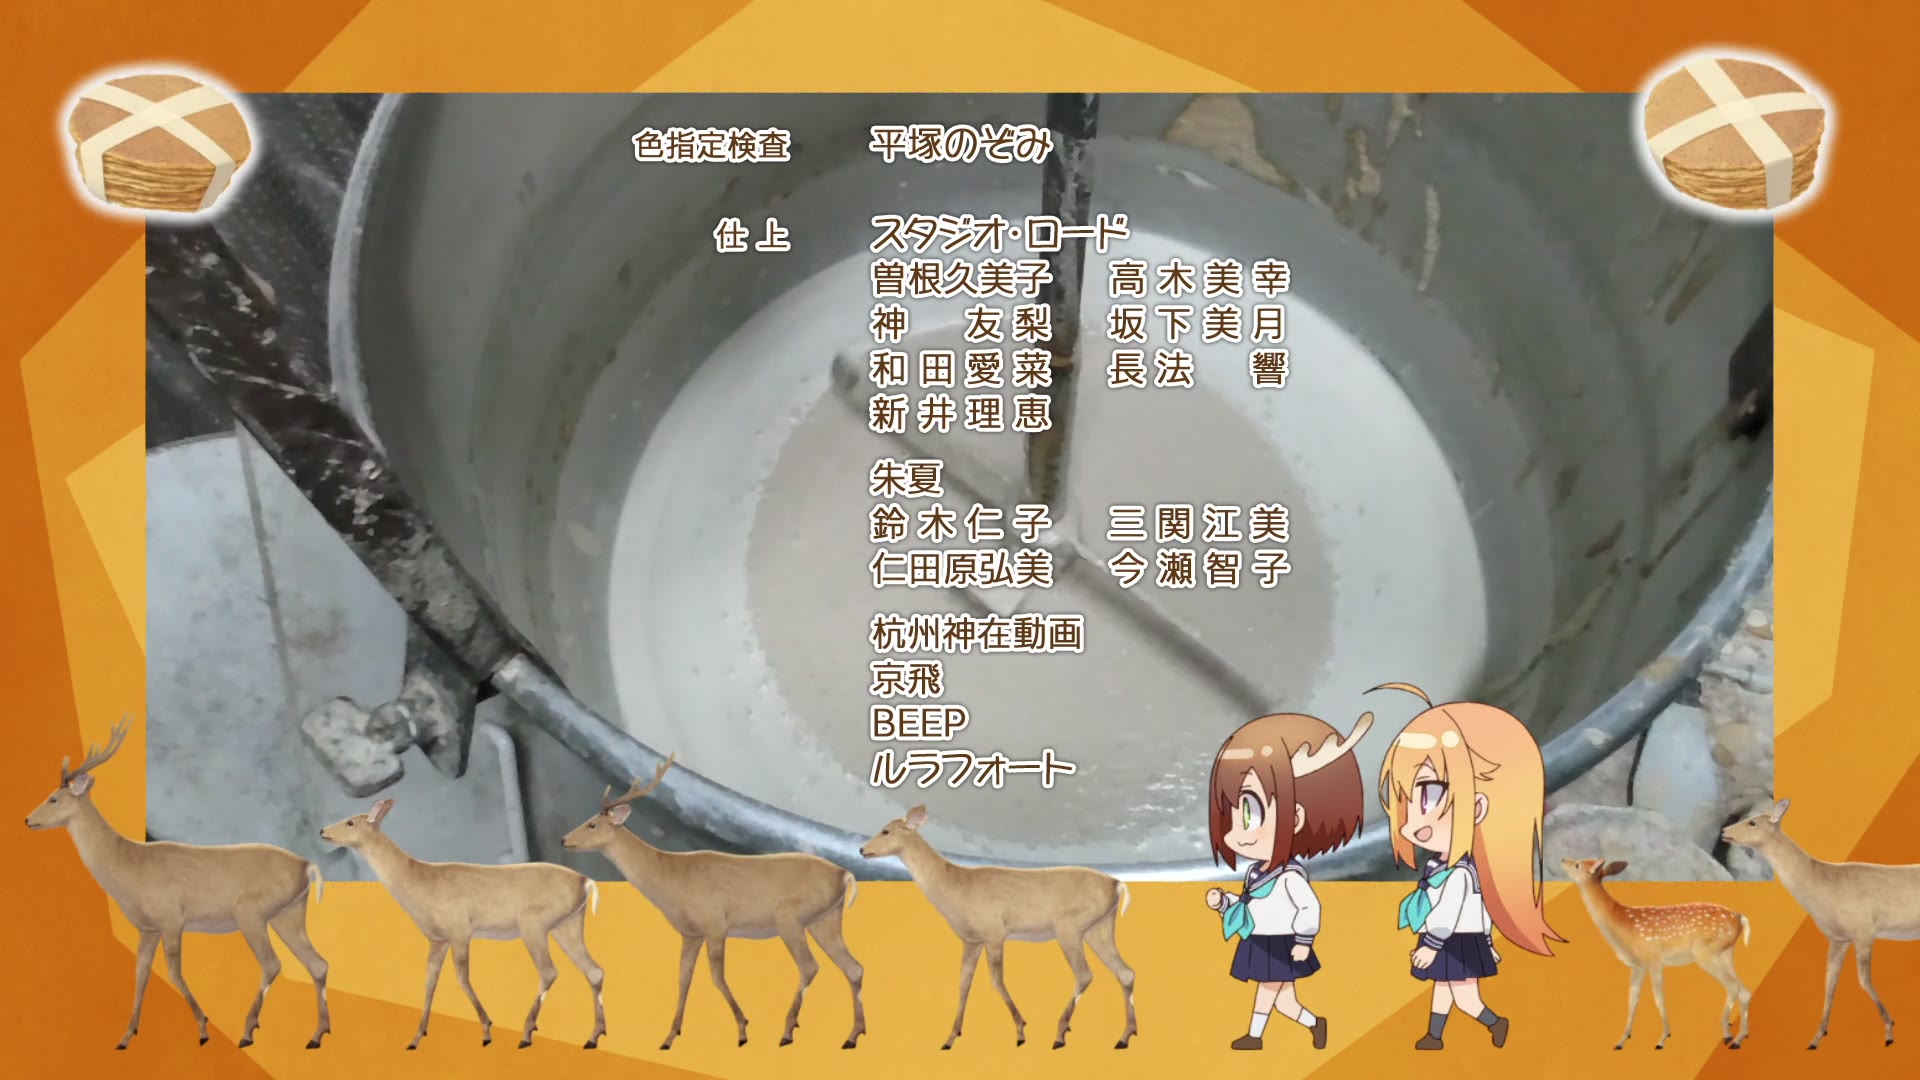 色指定検査 平塚のぞみ
仕上 スタジオ・ロード
曽根久美子 高木美幸
神 友梨 坂下美月
和田愛菜 長法 響
新井理恵
朱夏
鈴木仁子 三関江美
仁田原弘美 今瀬智子
杭州神在動画
京飛
BEEP
ルラフォート